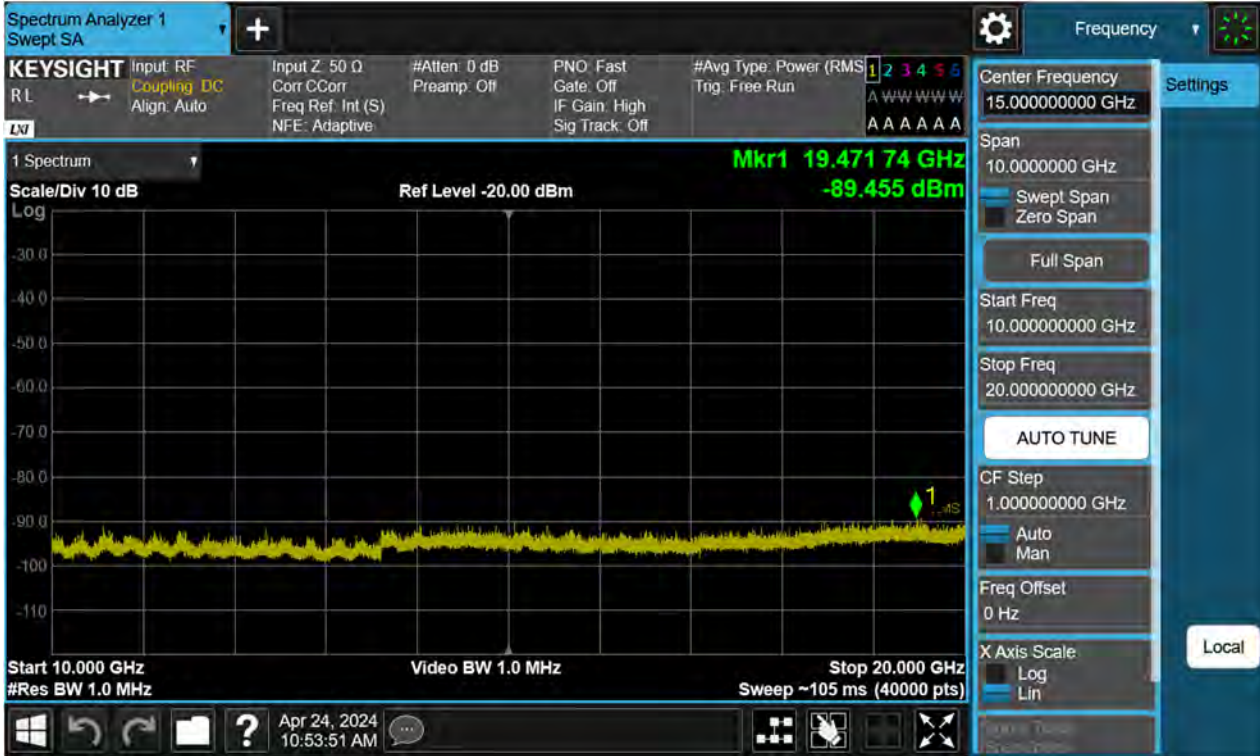 Spectrum Analyzer 1
Swept SA
+
Frequency
KEYSIGHT
R L
LXI
Input: RF
Coupling: DC
Align: Auto
Input Z: 50 Ω
Corr CCorr
Freq Ref: Int (S)
NFE: Adaptive
#Atten: 0 dB
Preamp: Off
PNO: Fast
Gate: Off
IF Gain: High
Sig Track: Off
#Avg Type: Power (RMS
Trig: Free Run
1 2 3 4 5 6
A W W W W W
A A A A A A
1 Spectrum
Scale/Div 10 dB
Ref Level -20.00 dBm
Mkr1 19.471 74 GHz
-89.455 dBm
Log
-30.0
-40.0
-50.0
-60.0
-70.0
-80.0
-90.0
-100
-110
1
Start 10.000 GHz
#Res BW 1.0 MHz
Video BW 1.0 MHz
Stop 20.000 GHz
Sweep ~105 ms (40000 pts)
?
Apr 24, 2024
10:53:51 AM
Center Frequency
15.000000000 GHz
Span
10.0000000 GHz
Swept Span
Zero Span
Full Span
Start Freq
10.000000000 GHz
Stop Freq
20.000000000 GHz
AUTO TUNE
CF Step
1.000000000 GHz
Auto
Man
Freq Offset
0 Hz
X Axis Scale
Log
Lin
Settings
Local